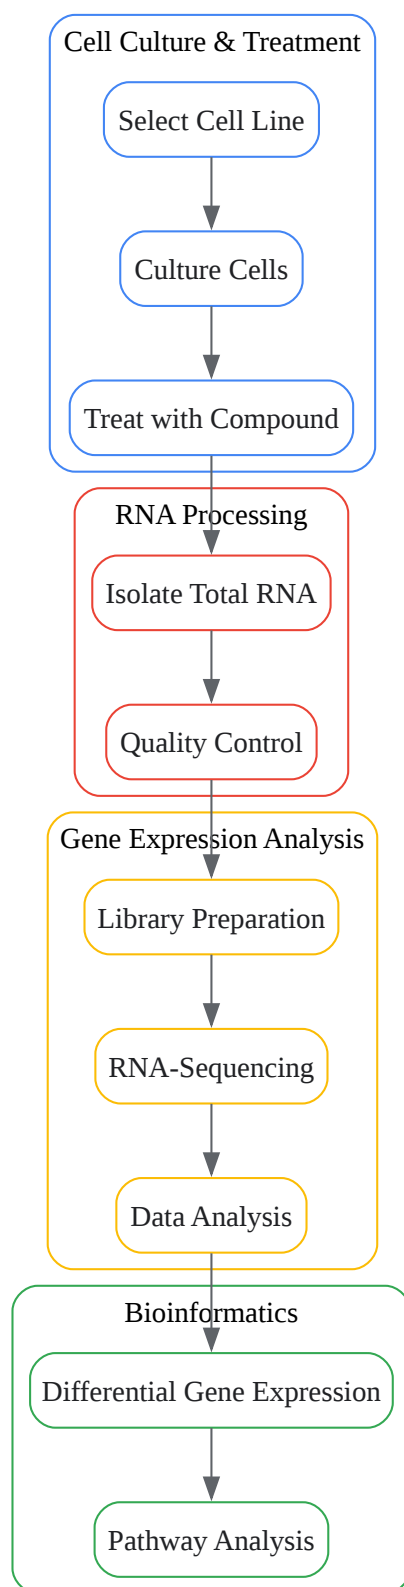 Cell Culture & Treatment
Select Cell Line
Culture Cells
Treat with Compound
RNA Processing
Isolate Total RNA
Quality Control
Gene Expression Analysis
Library Preparation
RNA-Sequencing
Data Analysis
Bioinformatics
Differential Gene Expression
Pathway Analysis